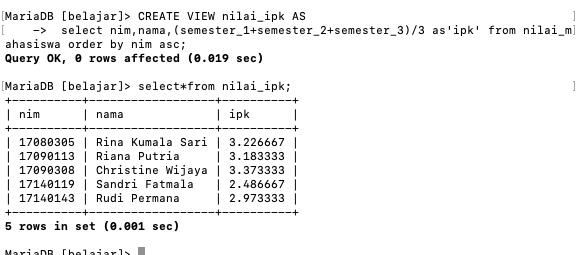 [MariaDB [belajar]> CREATE VIEW nilai_ipk AS ]
[    ->  select nim,nama,(semester_1+semester_2+semester_3)/3 as'ipk' from nilai_m]
ahasiswa order by nim asc;
Query OK, 0 rows affected (0.019 sec)
[MariaDB [belajar]> select*from nilai_ipk; ]
+----------+------------------+----------+
| nim      | nama             | ipk      |
+----------+------------------+----------+
| 17080305 | Rina Kumala Sari | 3.226667 |
| 17090113 | Riana Putria     | 3.183333 |
| 17090308 | Christine Wijaya | 3.373333 |
| 17140119 | Sandri Fatmala   | 2.486667 |
| 17140143 | Rudi Permana     | 2.973333 |
+----------+------------------+----------+
5 rows in set (0.001 sec)
MariaDB [belajar]>